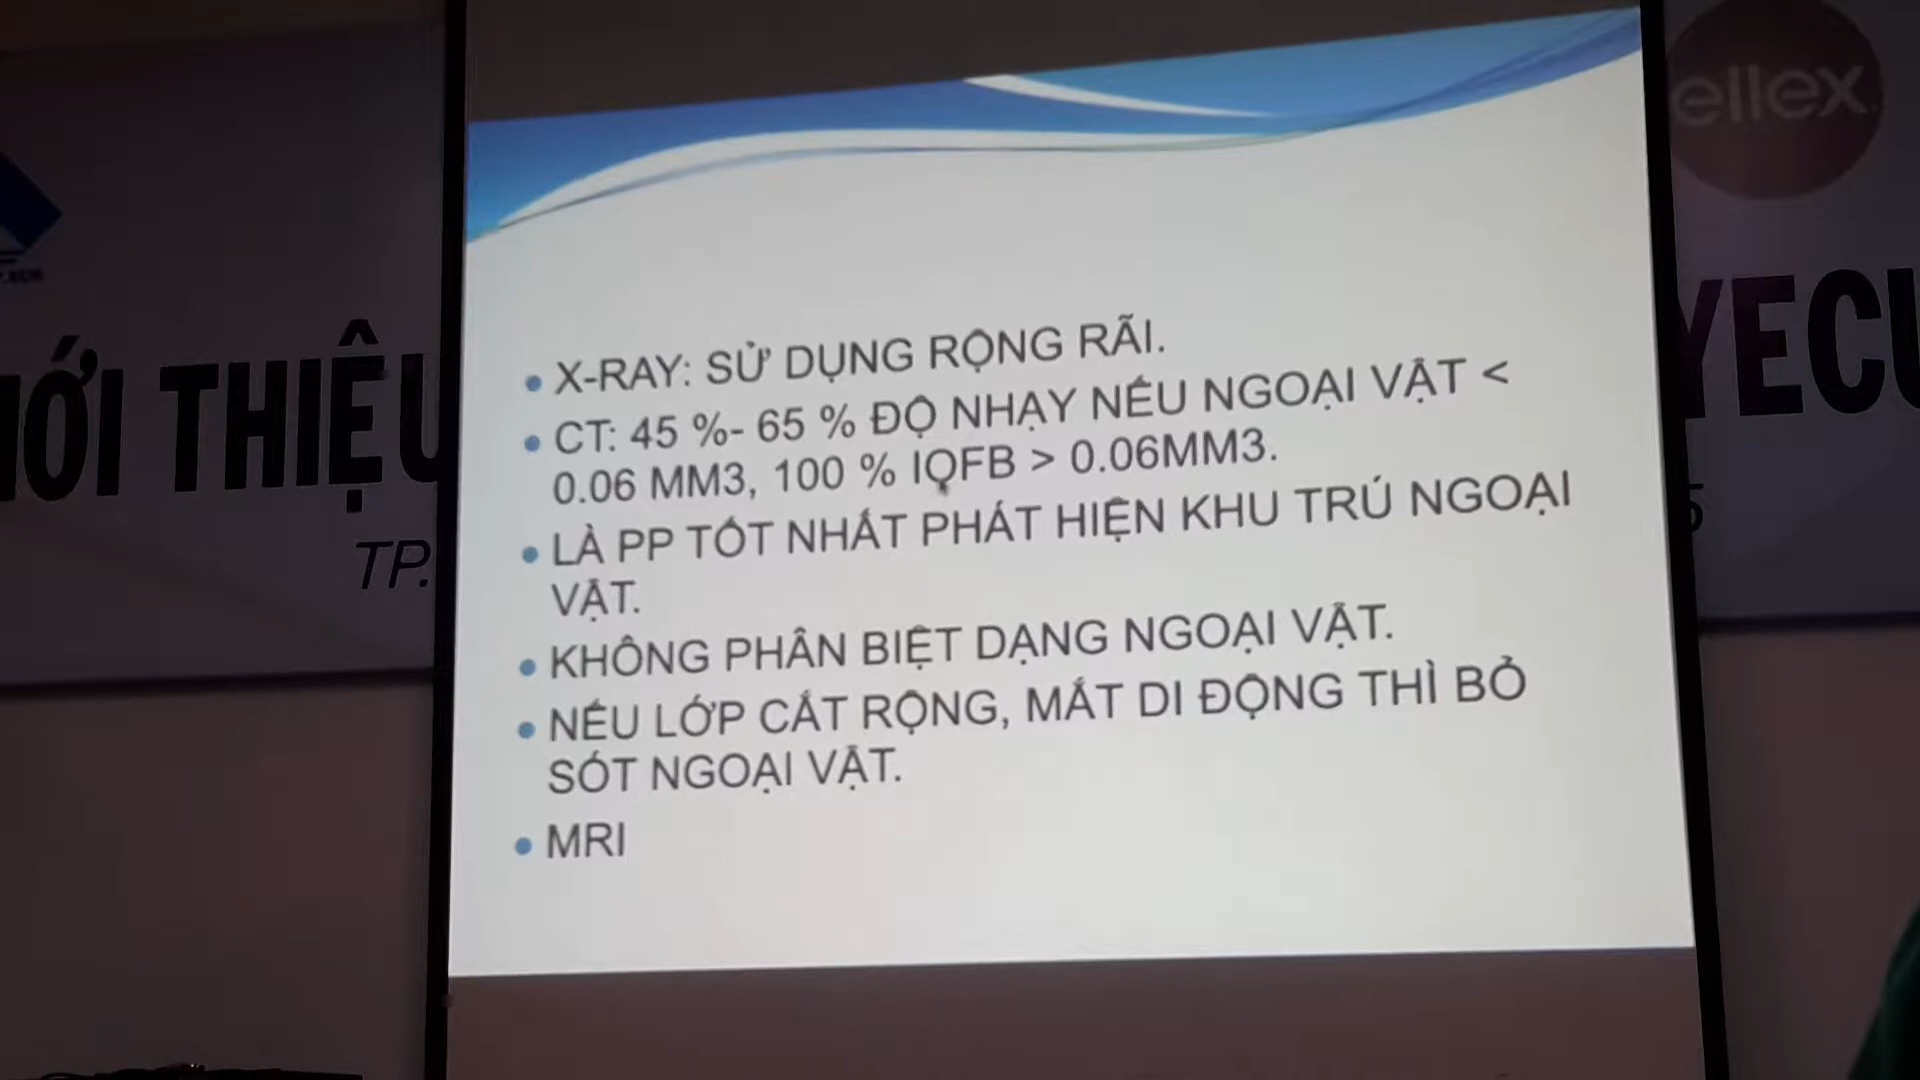 ellex
ỚI THIỆU
YECU
TP.
X-RAY: SỬ DỤNG RỘNG RÃI.
CT: 45 %- 65 % ĐỘ NHẠY NẾU NGOẠI VẬT <
0.06 MM3, 100 % IOFB > 0.06MM3.
LÀ PP TỐT NHẤT PHÁT HIỆN KHU TRÚ NGOẠI
VẬT.
KHÔNG PHÂN BIỆT DẠNG NGOẠI VẬT.
NẾU LỚP CẮT RỘNG, MẮT DI ĐỘNG THÌ BỎ
SÓT NGOẠI VẬT.
MRI